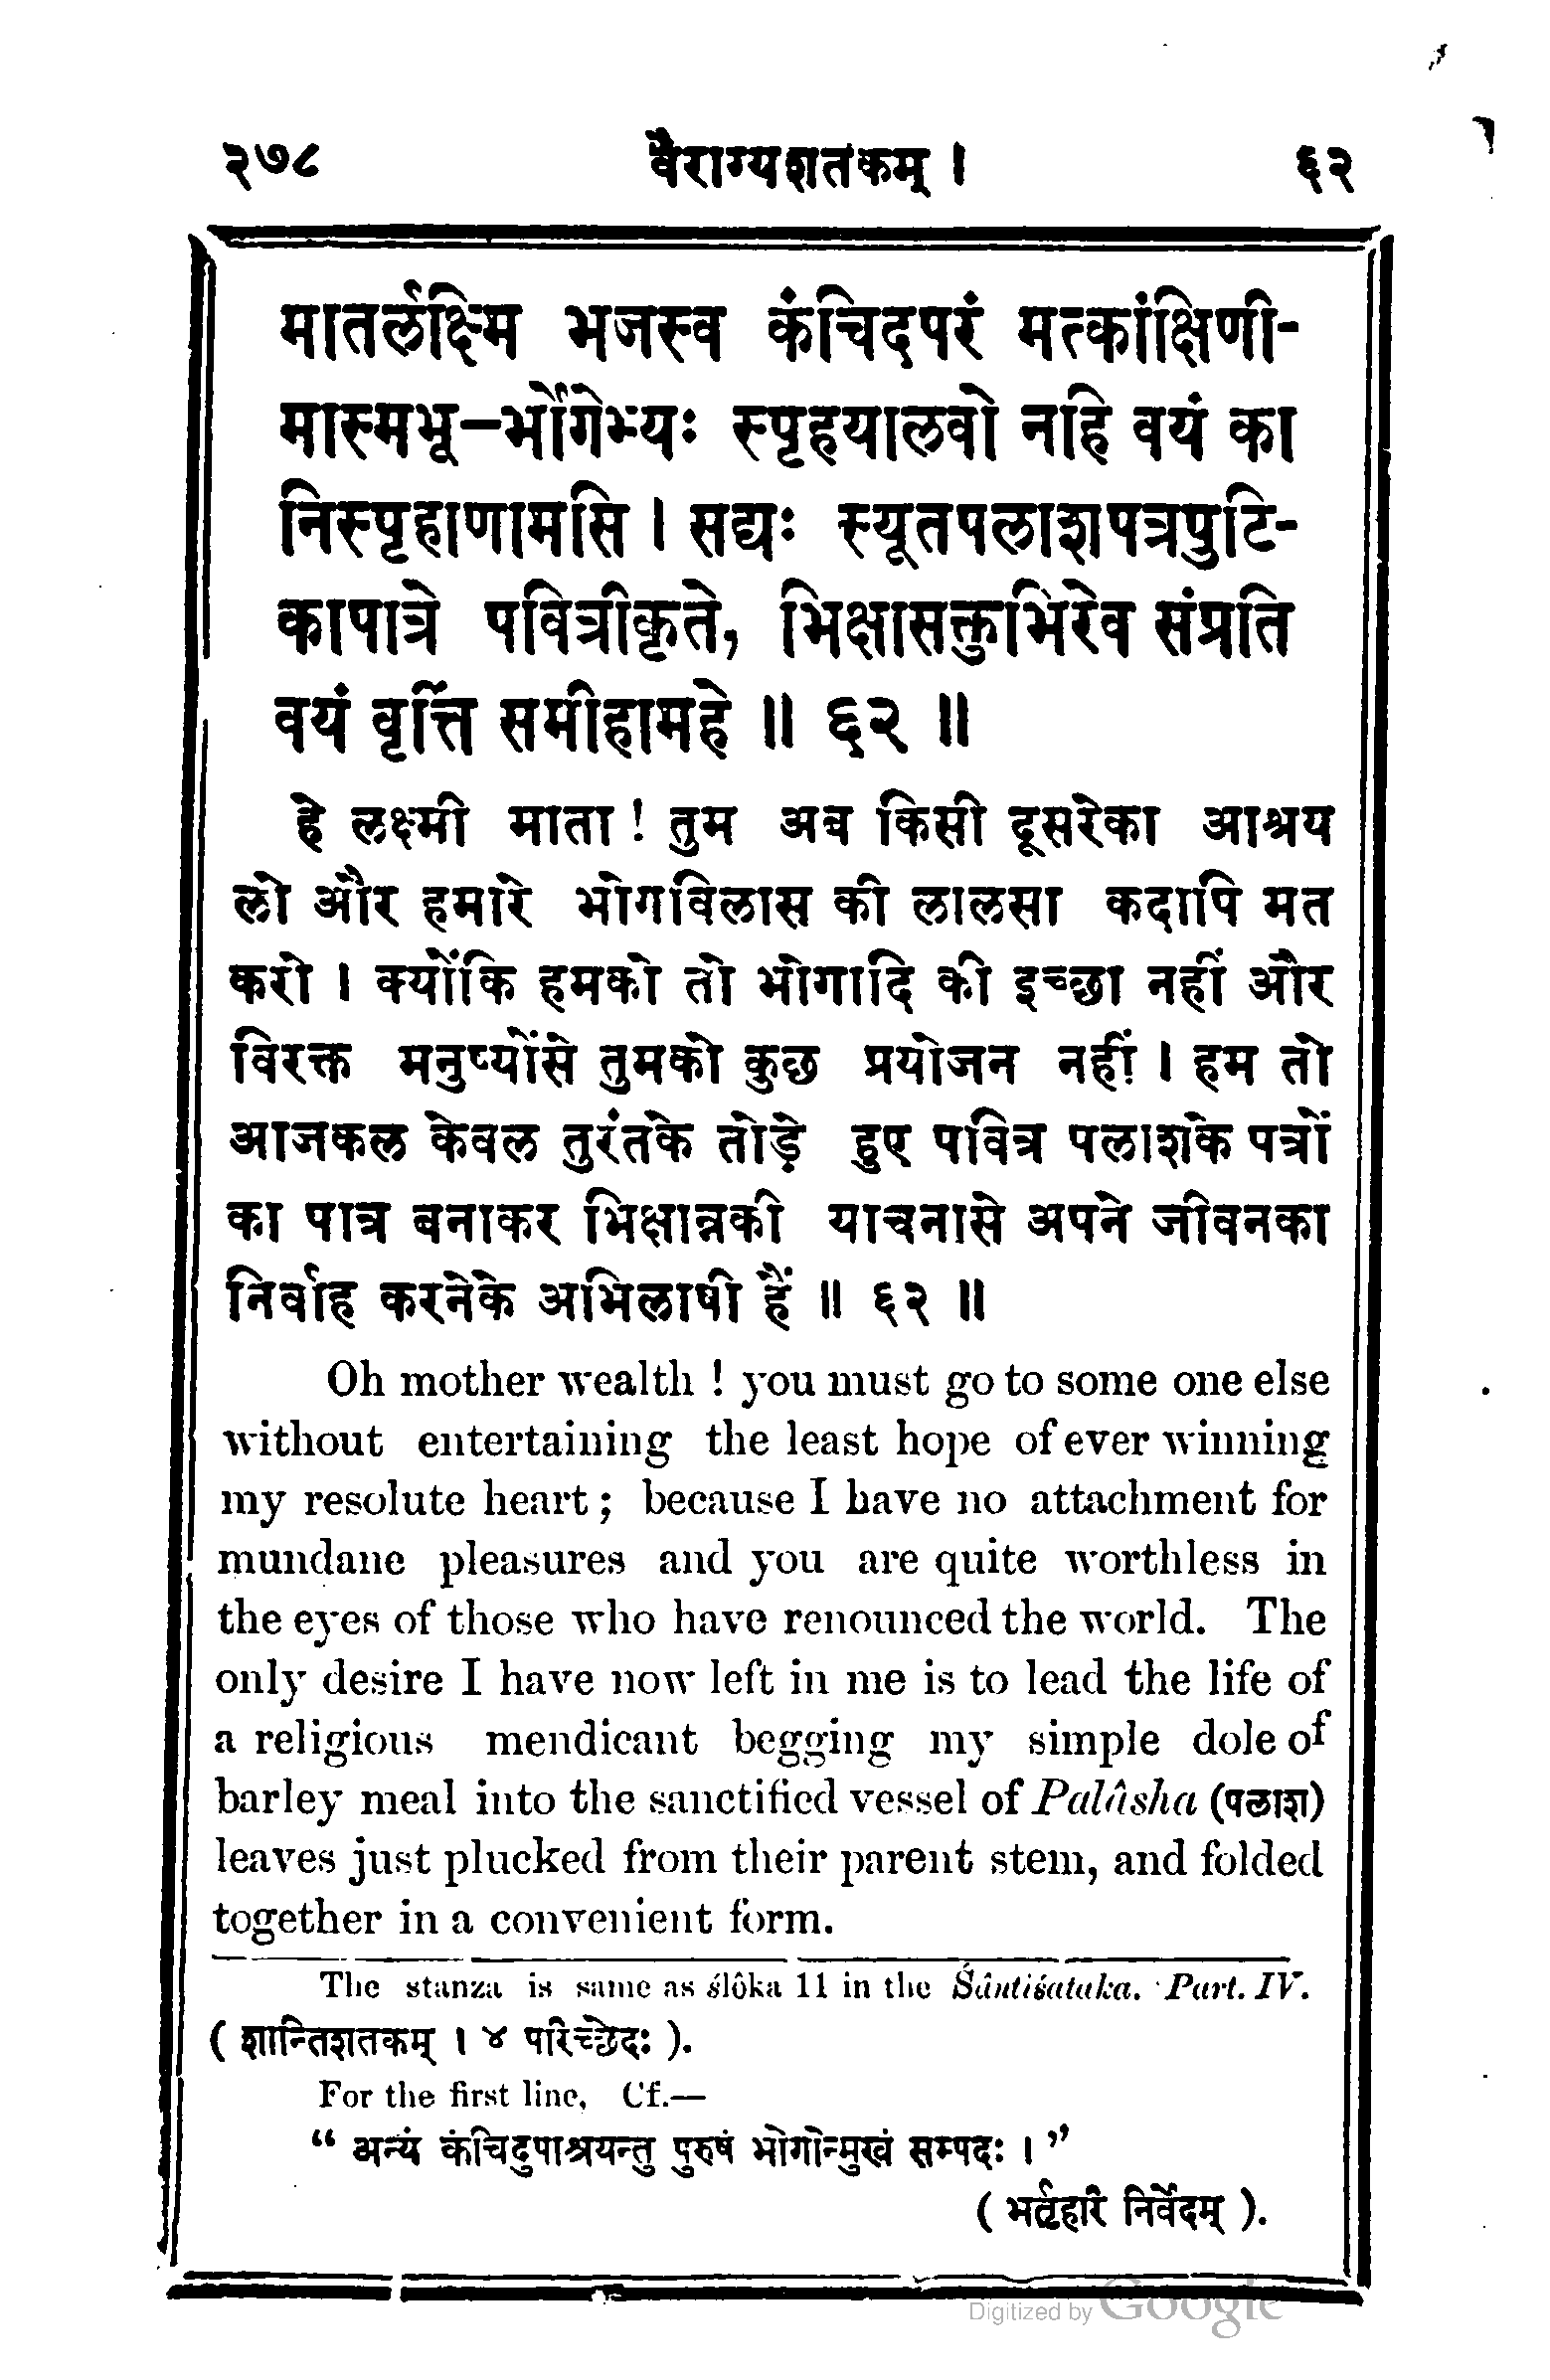 २७८ वैराग्यशतकम् । ६२
मातर्लक्ष्मि भजस्व कंचिदपरं मत्कांक्षिणी-
मास्मभू-र्भोगेभ्यः स्पृहयालवो नहि वयं का
निस्पृहाणामसि । सद्यः स्यूतपलाशपत्रपुटि-
कापात्रे पवित्रीकृते, भिक्षासक्तुभिरेव संप्रति
वयं वृत्तिं समीहामहे ॥ ६२ ॥
हे लक्ष्मी माता ! तुम अब किसी दूसरेका आश्रय
लो और हमारे भोगविलास की लालसा कदापि मत
करो । क्योंकि हमको तो भोगादि की इच्छा नहीं और
विरक्त मनुष्योंसे तुमको कुछ प्रयोजन नहीं । हम तो
आजकल केवल तुरंतके तोड़े हुए पवित्र पलाशके पत्रों
का पात्र बनाकर भिक्षान्नकी याचनासे अपने जीवनका
निर्वाह करनेके अभिलाषी हैं ॥ ६२ ॥
Oh mother wealth ! you must go to some one else
without entertaining the least hope of ever winning
my resolute heart ; because I have no attachment for
mundane pleasures and you are quite worthless in
the eyes of those who have renounced the world. The
only desire I have now left in me is to lead the life of
a religious mendicant begging my simple dole of
barley meal into the sanctified vessel of Palâsha (पलाश)
leaves just plucked from their parent stem, and folded
together in a convenient form.
The stanza is same as ślôka 11 in the Śântiśataka. Part. IV.
( शान्तिशतकम् । ४ परिच्छेदः ).
For the first line, Cf.—
“ अन्यं कंचिदुपाश्रयन्तु पुरुषं भोगोन्मुखं सम्पदः । ”
( भर्तृहरि निर्वेदम् ).
Digitized by Google